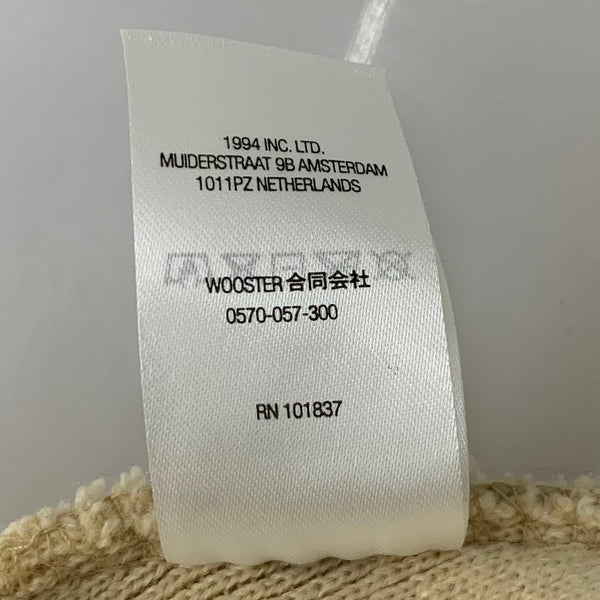 1994 INC. LTD.
MUIDERSTRAAT 9B AMSTERDAM
1011PZ NETHERLANDS
WOOSTER 合同会社
0570-057-300
RN 101837